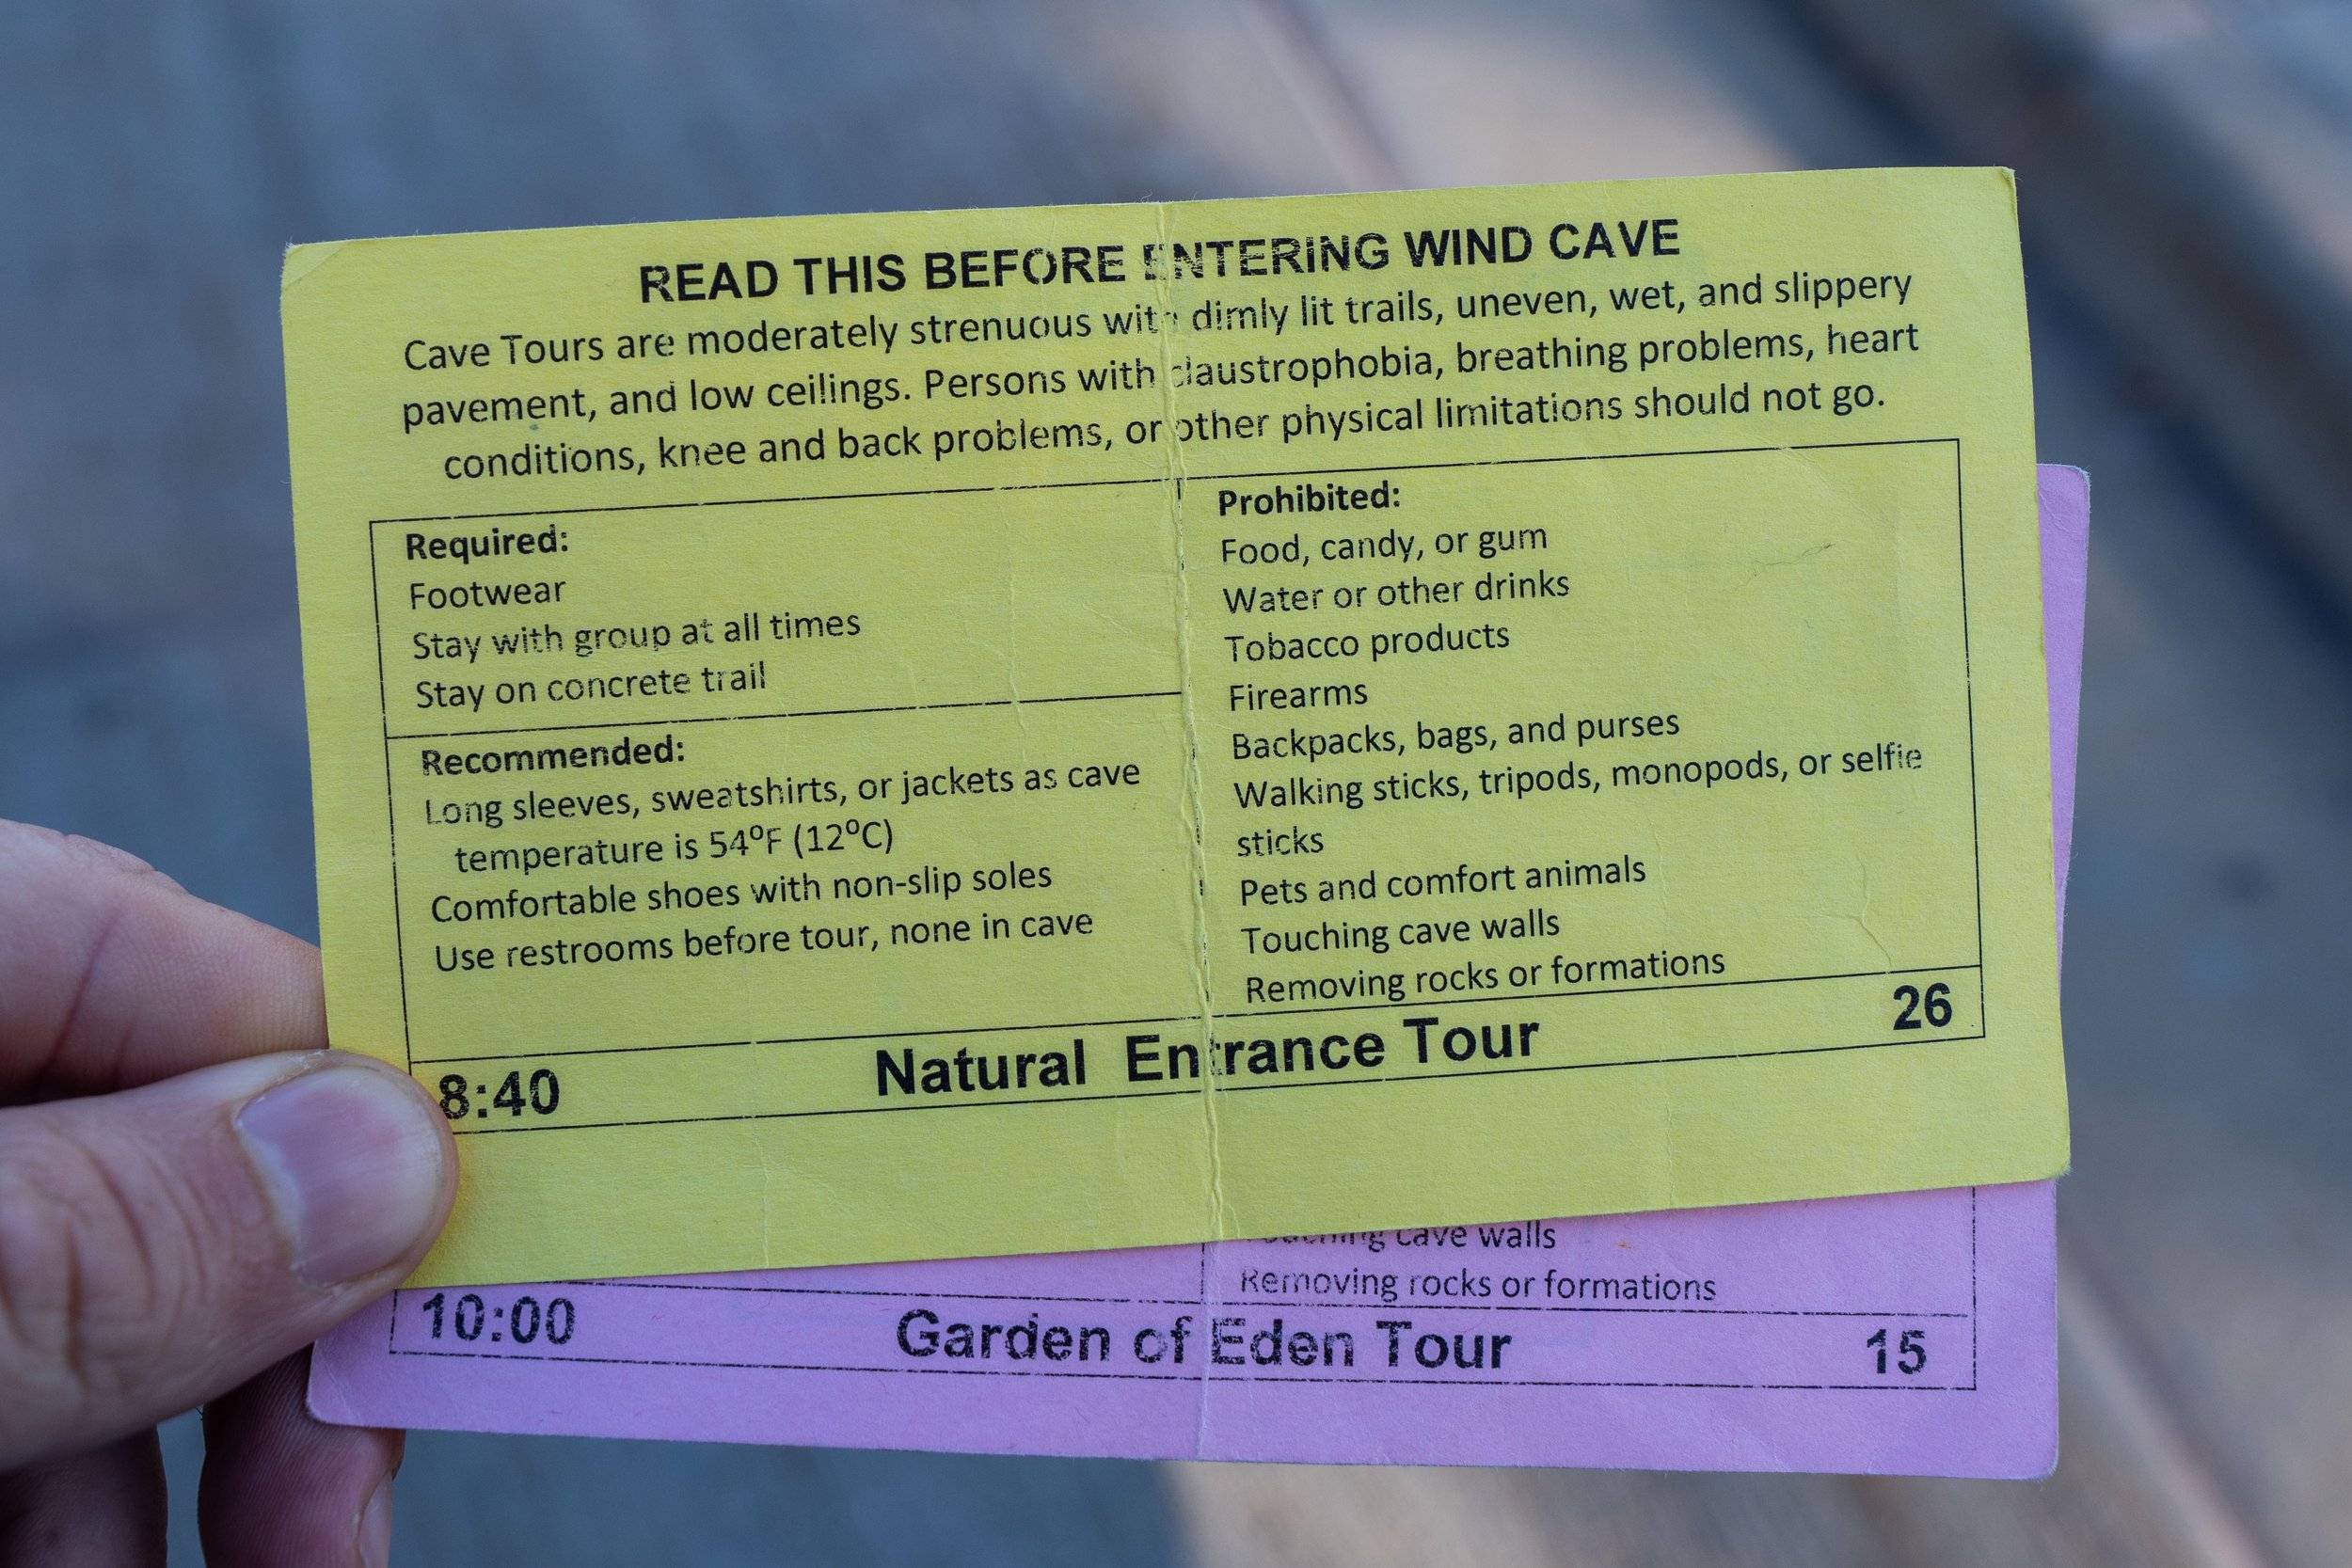 READ THIS BEFORE ENTERING WIND CAVE
Cave Tours are moderately strenuous with dimly lit trails, uneven, wet, and slippery
pavement, and low ceilings. Persons with claustrophobia, breathing problems, heart
conditions, knee and back problems, or other physical limitations should not go.
Required:
Footwear
Stay with group at all times
Stay on concrete trail
Recommended:
Long sleeves, sweatshirts, or jackets as cave
temperature is 54ºF (12ºC)
Comfortable shoes with non-slip soles
Use restrooms before tour, none in cave
Prohibited:
Food, candy, or gum
Water or other drinks
Tobacco products
Firearms
Backpacks, bags, and purses
Walking sticks, tripods, monopods, or selfie
sticks
Pets and comfort animals
Touching cave walls
Removing rocks or formations
8:40 Natural Entrance Tour 26
Touching cave walls
Removing rocks or formations
10:00 Garden of Eden Tour 15